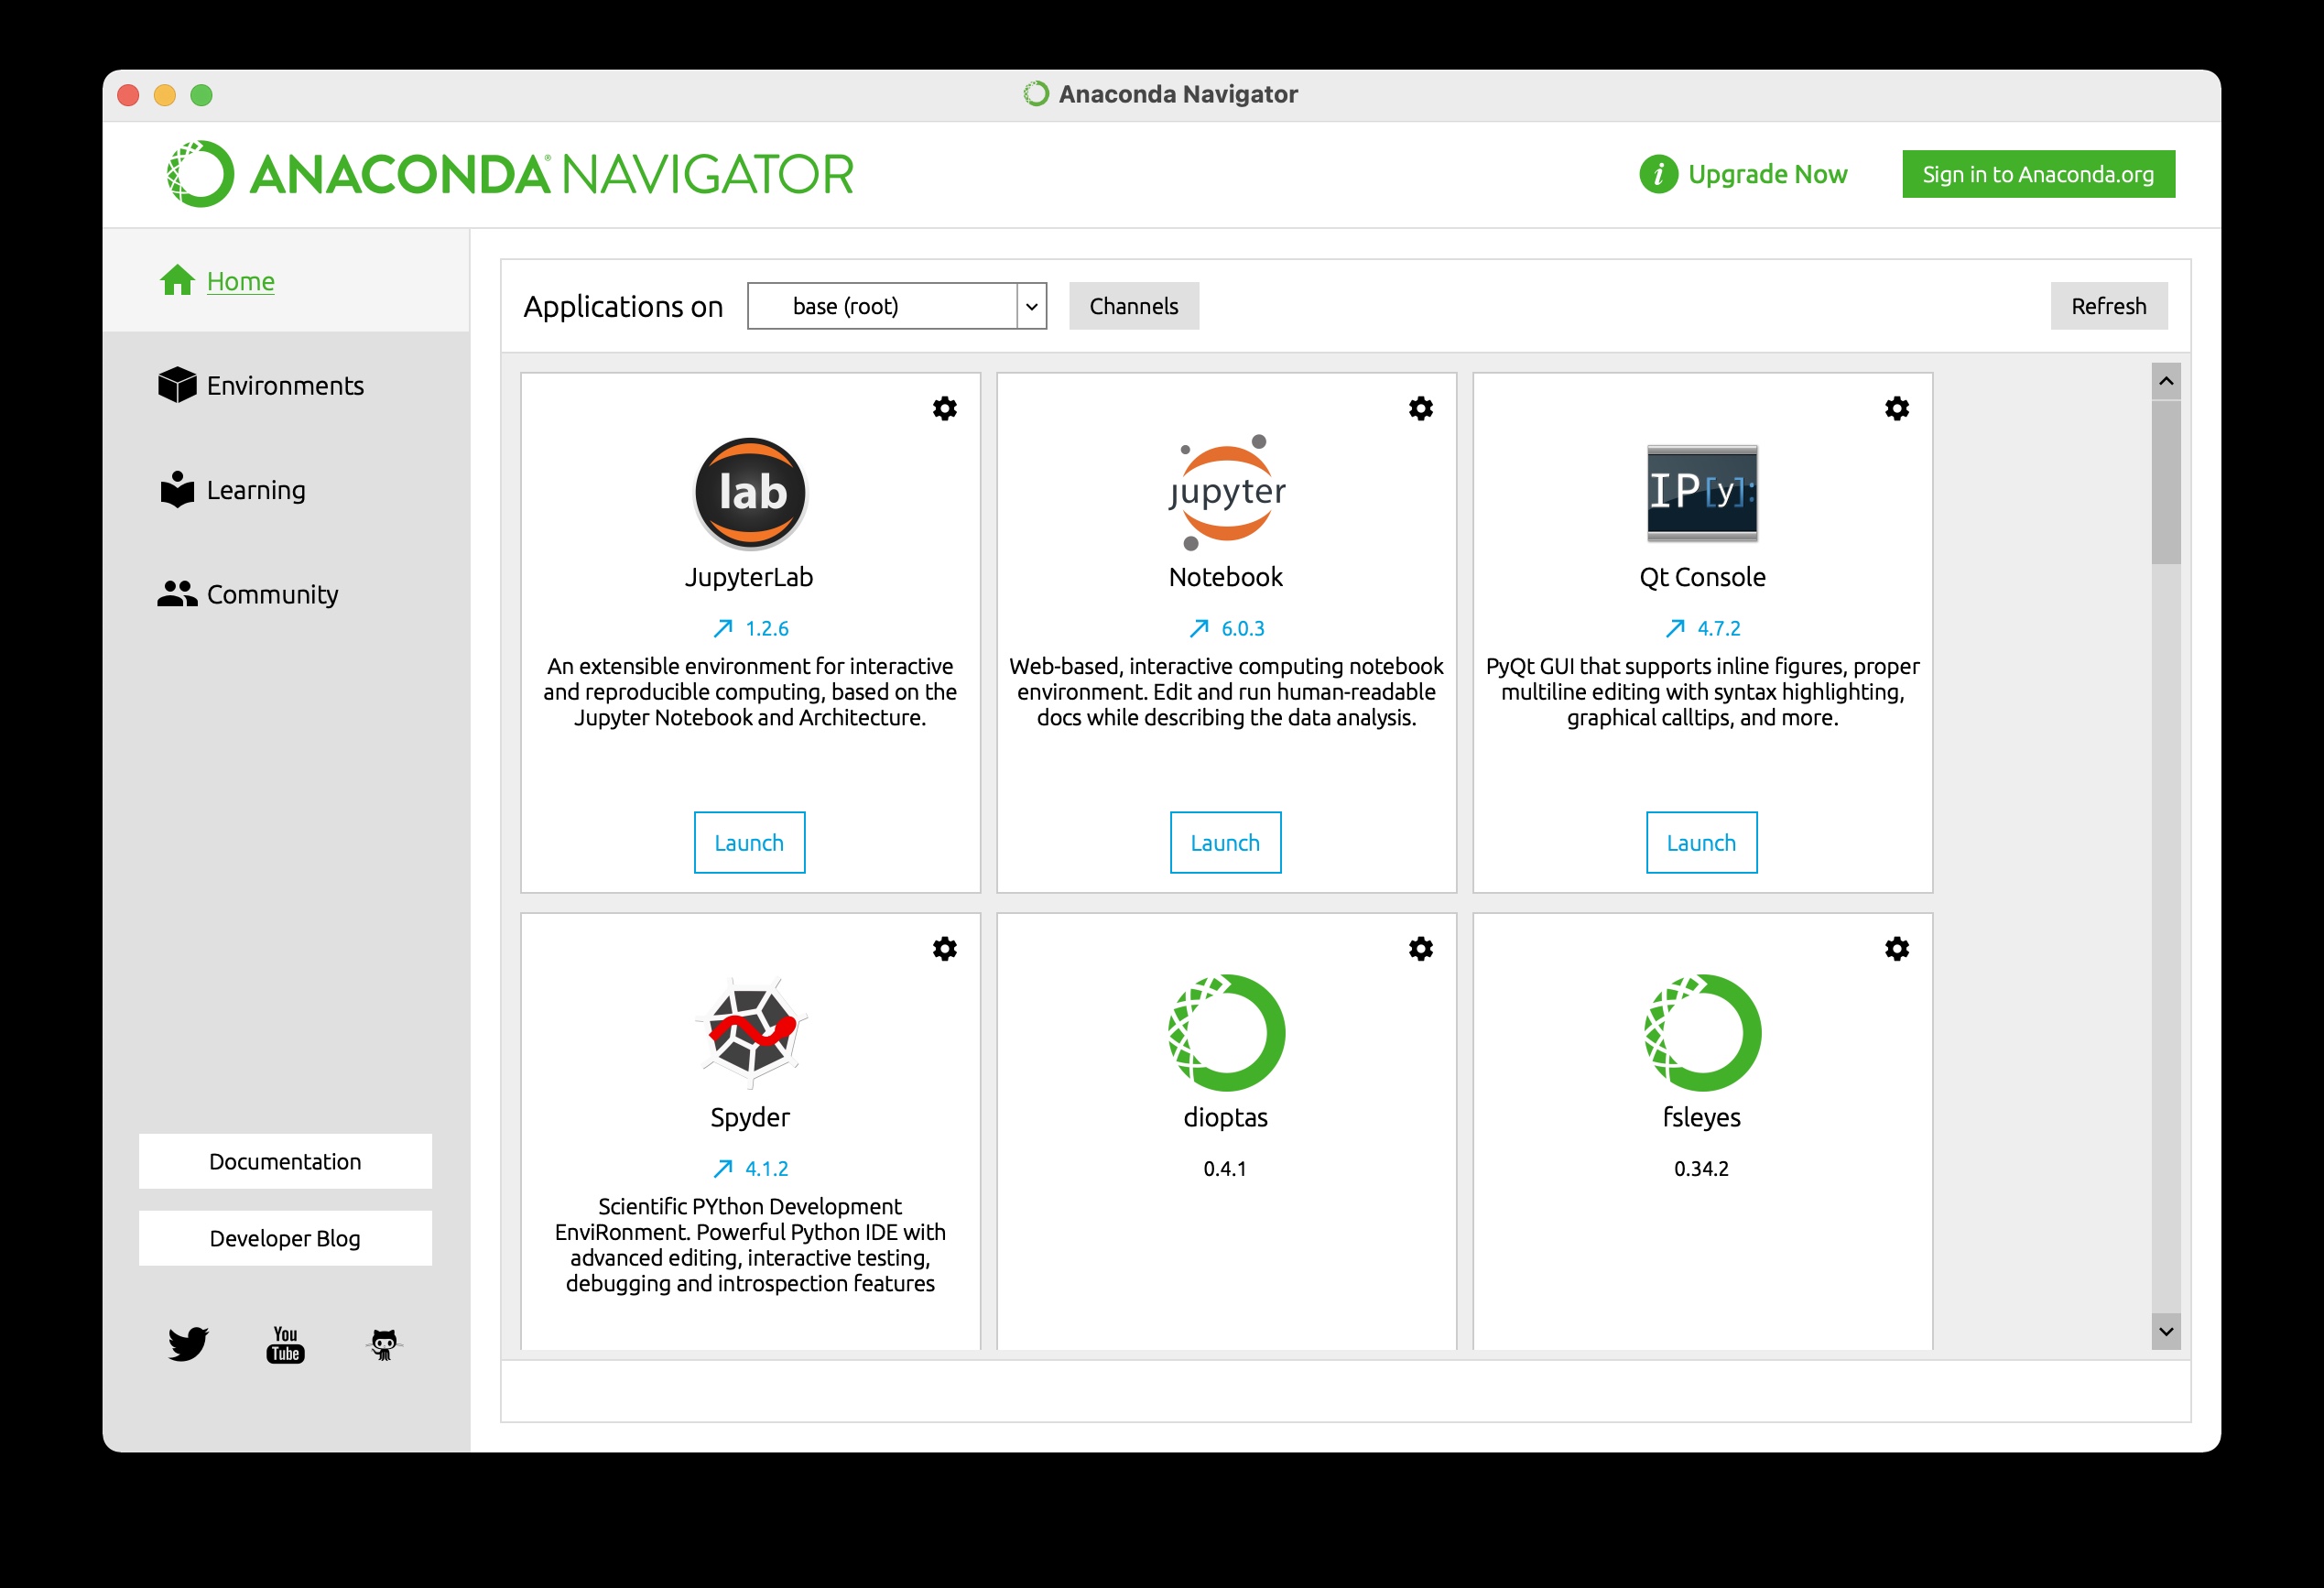 Anaconda Navigator
ANACONDA® NAVIGATOR
i Upgrade Now
Sign in to Anaconda.org
Home
Environments
Learning
Community
Documentation
Developer Blog
You
Tube
Applications on
base (root)
Channels
Refresh
lab
JupyterLab
1.2.6
An extensible environment for interactive
and reproducible computing, based on the
Jupyter Notebook and Architecture.
Launch
jupyter
Notebook
6.0.3
Web-based, interactive computing notebook
environment. Edit and run human-readable
docs while describing the data analysis.
Launch
IP[y]:
Qt Console
4.7.2
PyQt GUI that supports inline figures, proper
multiline editing with syntax highlighting,
graphical calltips, and more.
Launch
Spyder
4.1.2
Scientific PYthon Development
EnviRonment. Powerful Python IDE with
advanced editing, interactive testing,
debugging and introspection features
dioptas
0.4.1
fsleyes
0.34.2